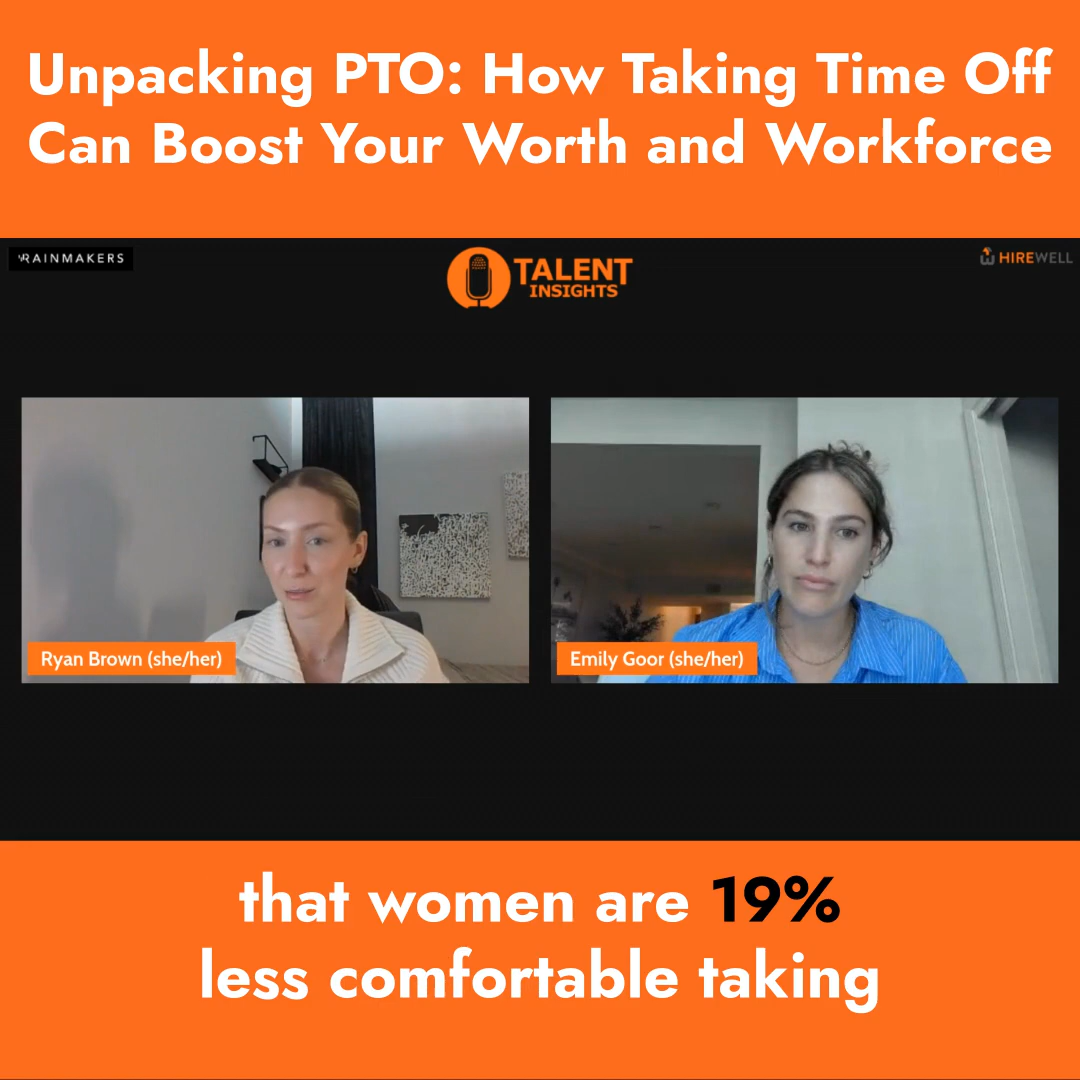 Unpacking PTO: How Taking Time Off
Can Boost Your Worth and Workforce
RAINMAKERS
TALENT
INSIGHTS
HIREWELL
Ryan Brown (she/her)
Emily Goor (she/her)
that women are 19%
less comfortable taking